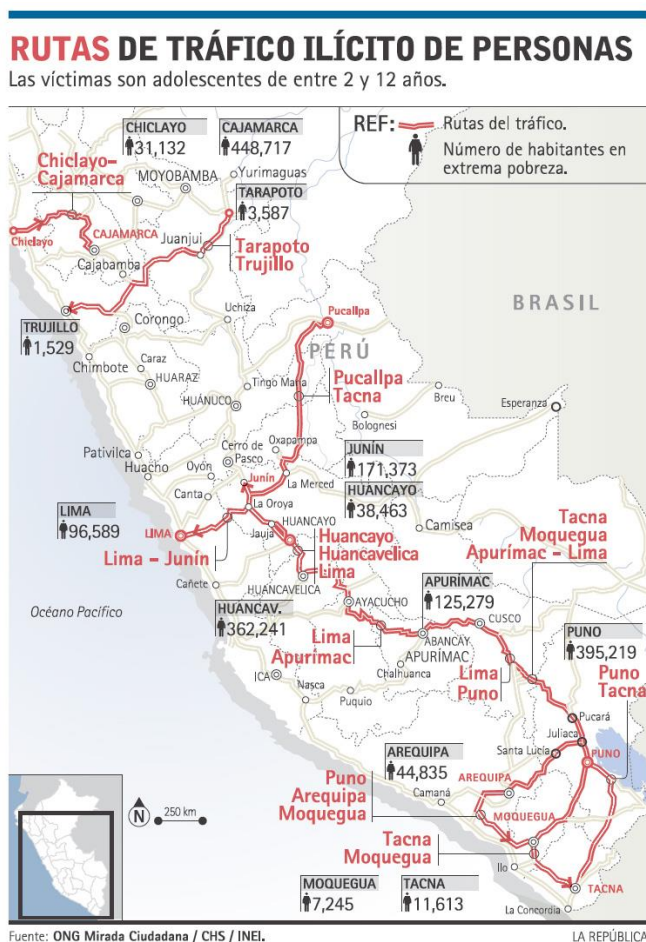 RUTAS DE TRÁFICO ILÍCITO DE PERSONAS
Las víctimas son adolescentes de entre 2 y 12 años.
REF:
Rutas del tráfico.
Número de habitantes en
extrema pobreza.
CHICLAYO
31,132
CAJAMARCA
448,717
Chiclayo-
Cajamarca
MOYOBAMBA
Yurimaguas
TARAPOTO
3,587
Chiclayo
CAJAMARCA
Cajabamba
Juanjui
Tarapoto
Trujillo
TRUJILLO
1,529
Corongo
Uchiza
Pucallpa
BRASIL
PERÚ
Chimbote
Caraz
HUARAZ
Tingo María
HUÁNUCO
Pucallpa
Tacna
Breu
Bolognesi
Esperanza
Pativilca
Huacho
Oyón
Cerro de
Pasco
Oxapampa
Canta
Junín
La Merced
JUNÍN
171,373
HUANCAYO
38,463
Camisea
LIMA
96,589
LIMA
La Oroya
Jauja
HUANCAYO
Lima - Junín
Huancayo
Huancavelica
Lima
Tacna
Moquegua
Apurímac - Lima
Cañete
HUANCAVELICA
Océano Pacífico
HUANCAV.
362,241
AYACUCHO
APURÍMAC
125,279
CUSCO
PUNO
395,219
Lima
Apurímac
ABANCAY
APURÍMAC
Chalhuanca
ICA
Nasca
Puquio
Lima
Puno
Puno
Tacna
Pucará
Juliaca
Santa Lucía
PUNO
AREQUIPA
44,835
AREQUIPA
Camaná
Puno
Arequipa
Moquegua
MOQUEGUA
Tacna
Moquegua
Ilo
TACNA
La Concordia
MOQUEGUA
7,245
TACNA
11,613
N
250 km
Fuente: ONG Mirada Ciudadana / CHS / INEI.
LA REPÚBLICA